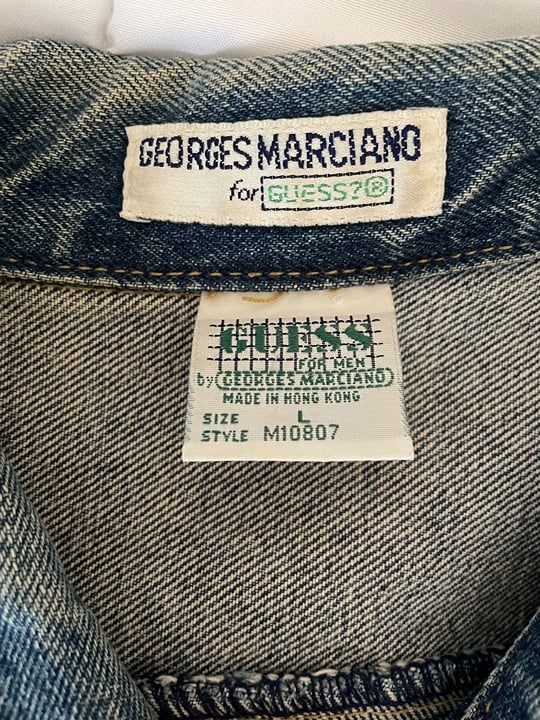 GEORGES MARCIANO
for GUESS?®
GUESS
FOR MEN
by GEORGES MARCIANO
MADE IN HONG KONG
SIZE L
STYLE M10807